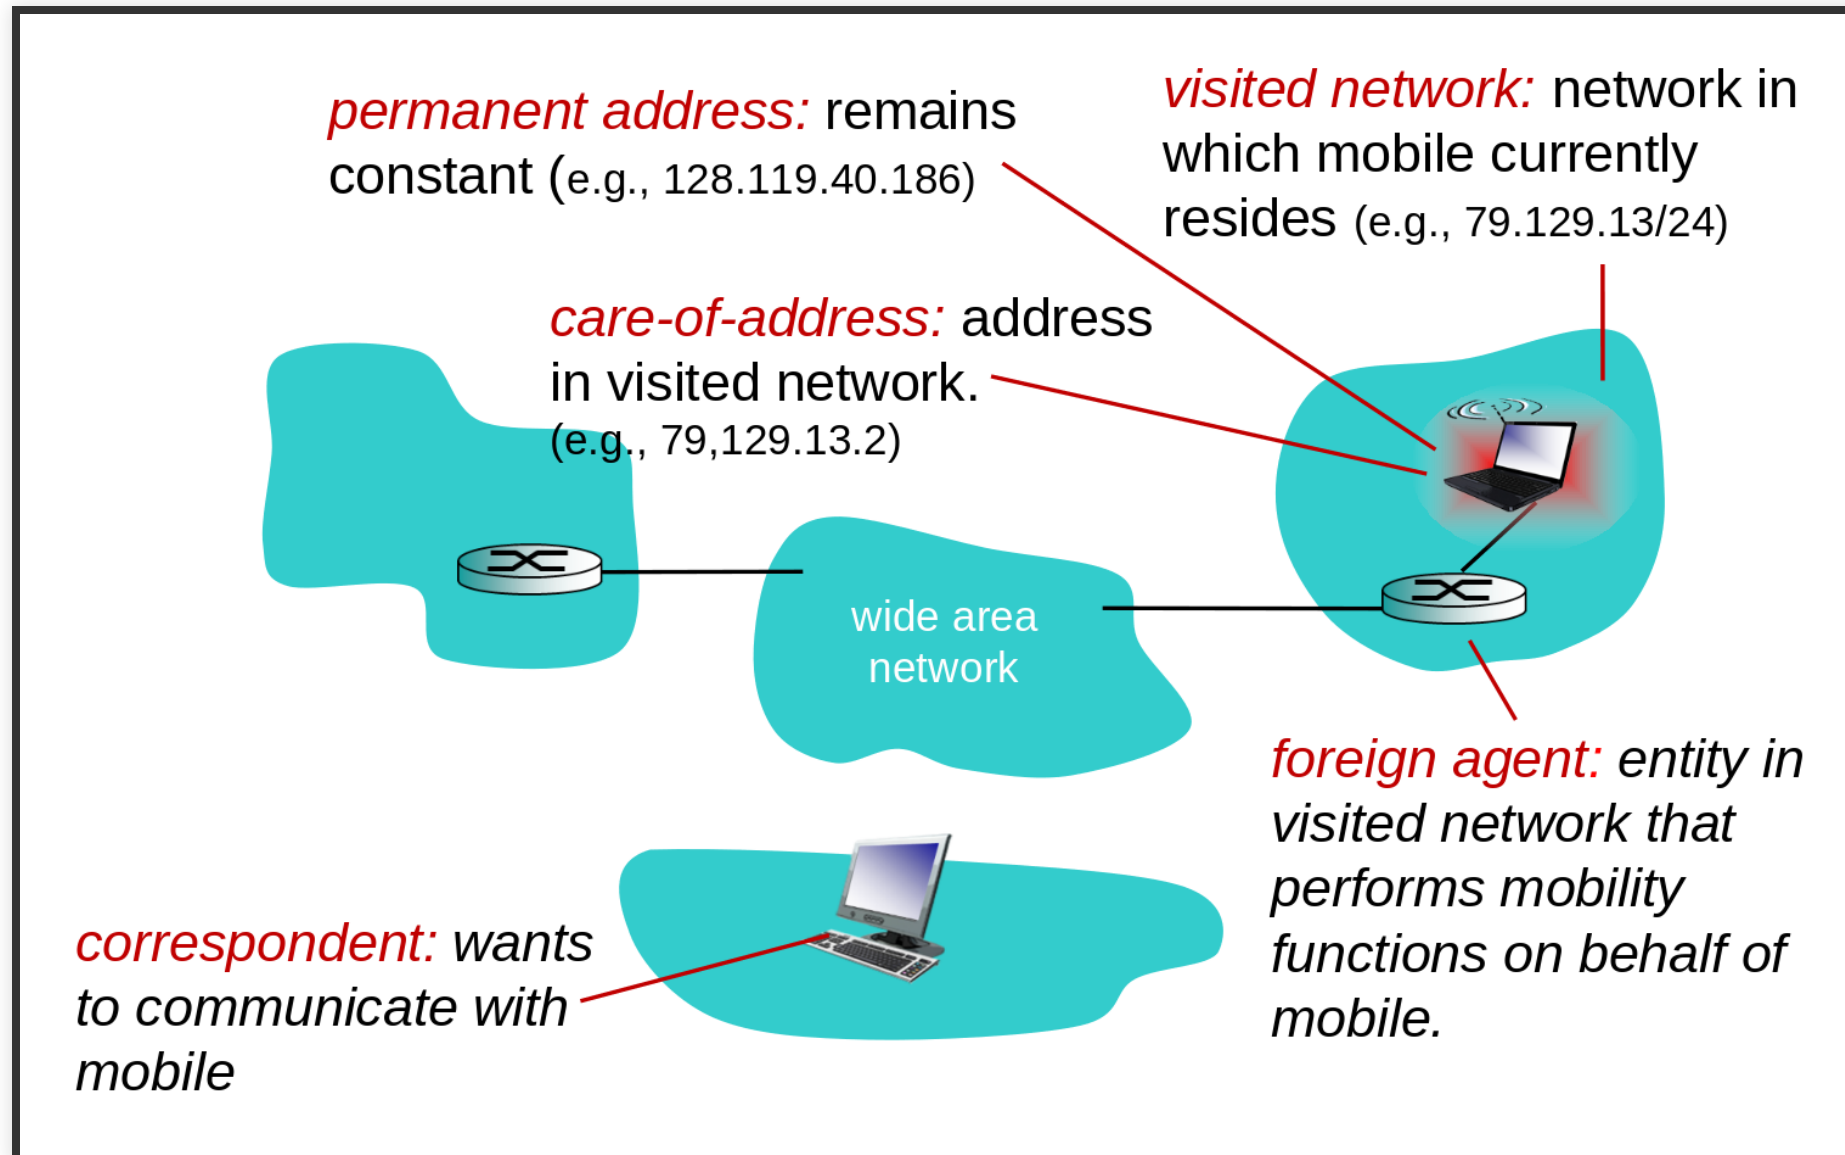 permanent address: remains
constant (e.g., 128.119.40.186)
visited network: network in
which mobile currently
resides (e.g., 79.129.13/24)
care-of-address: address
in visited network.
(e.g., 79,129.13.2)
wide area
network
foreign agent: entity in
visited network that
performs mobility
functions on behalf of
mobile.
correspondent: wants
to communicate with
mobile